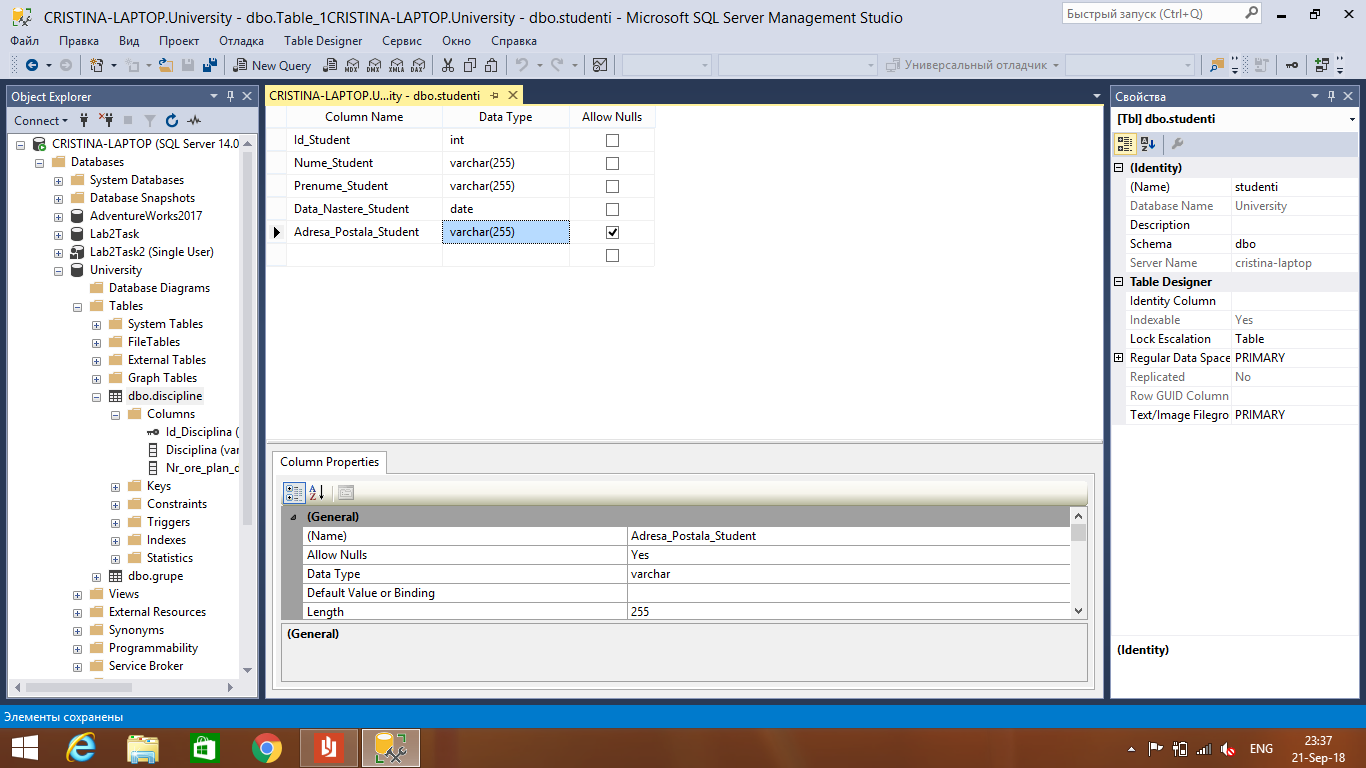 CRISTINA-LAPTOP.University - dbo.Table_1CRISTINA-LAPTOP.University - dbo.studenti - Microsoft SQL Server Management Studio
Быстрый запуск (Ctrl+Q)
Файл Правка Вид Проект Отладка Table Designer Сервис Окно Справка
New Query MDX DMX XMLA DAX Универсальный отладчик
Object Explorer
Connect
CRISTINA-LAPTOP (SQL Server 14.0
Databases
System Databases
Database Snapshots
AdventureWorks2017
Lab2Task
Lab2Task2 (Single User)
University
Database Diagrams
Tables
System Tables
FileTables
External Tables
Graph Tables
dbo.discipline
Columns
Id_Disciplina (
Disciplina (var
Nr_ore_plan_d
Keys
Constraints
Triggers
Indexes
Statistics
dbo.grupe
Views
External Resources
Synonyms
Programmability
Service Broker
CRISTINA-LAPTOP.U...ity - dbo.studenti
Column Name Data Type Allow Nulls
Id_Student int
Nume_Student varchar(255)
Prenume_Student varchar(255)
Data_Nastere_Student date
Adresa_Postala_Student varchar(255)
Column Properties
(General)
(Name) Adresa_Postala_Student
Allow Nulls Yes
Data Type varchar
Default Value or Binding
Length 255
(General)
Свойства
[Tbl] dbo.studenti
(Identity)
(Name) studenti
Database Name University
Description
Schema dbo
Server Name cristina-laptop
Table Designer
Identity Column
Indexable Yes
Lock Escalation Table
Regular Data Space PRIMARY
Replicated No
Row GUID Column
Text/Image Filegro PRIMARY
(Identity)
Элементы сохранены
ENG
23:37
21-Sep-18